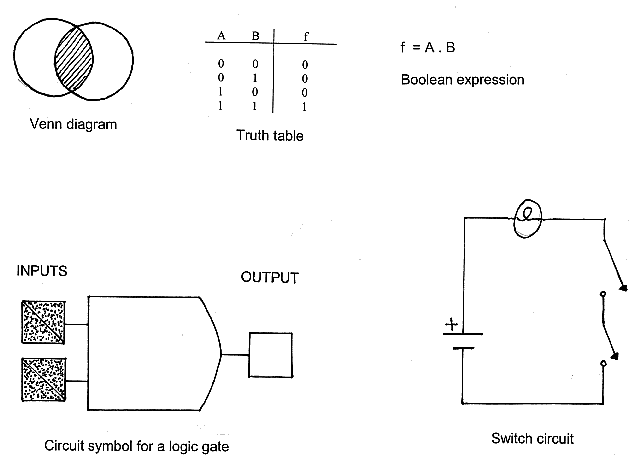 A B f
0 0 0
0 1 0
1 0 0
1 1 1
f = A . B
Boolean expression
Venn diagram
Truth table
INPUTS
OUTPUT
+
Circuit symbol for a logic gate
Switch circuit